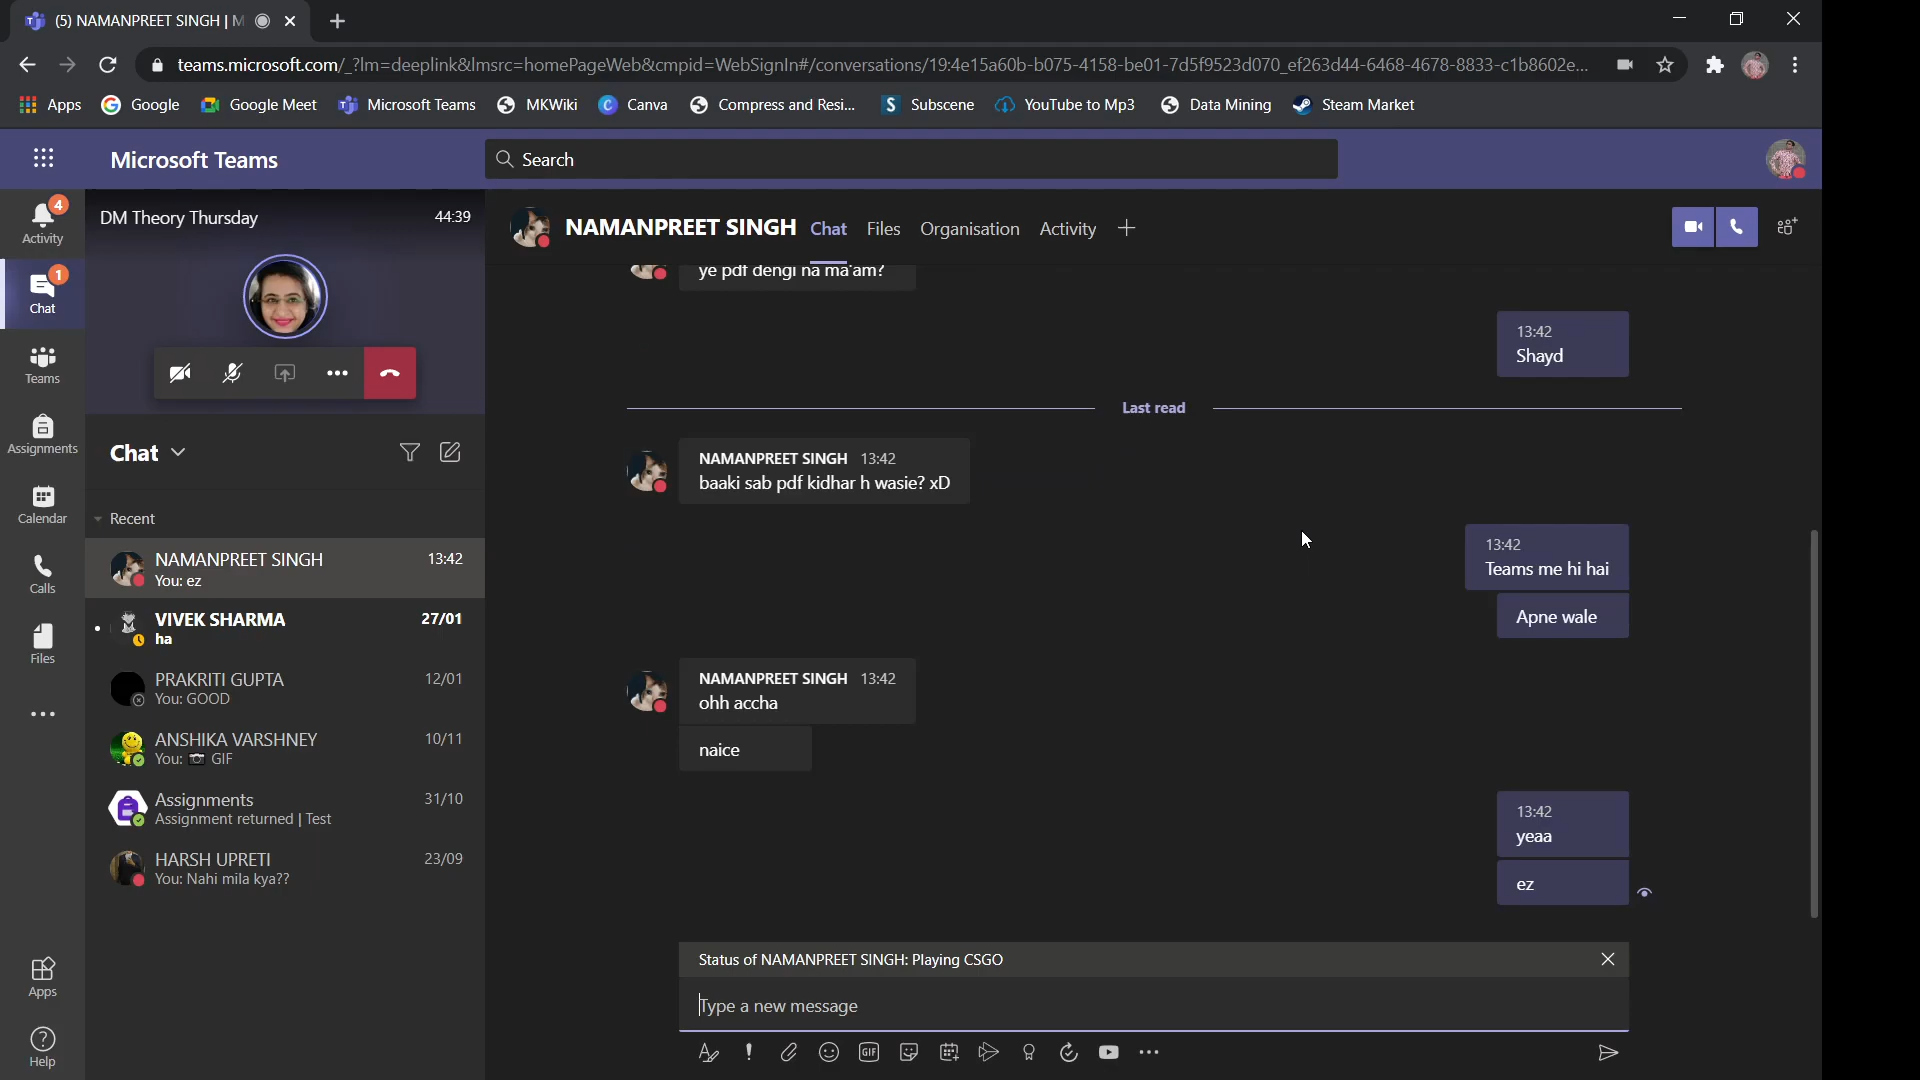 (5) NAMANPREET SINGH | M
teams.microsoft.com/_?lm=deeplink&lmsrc=homePageWeb&cmpid=WebSignIn#/conversations/19:4e15a60b-b075-4158-be01-7d5f9523d070_ef263d44-6468-4678-8833-c1b8602e...
Apps Google Google Meet Microsoft Teams MKWiki Canva Compress and Resi... Subscene YouTube to Mp3 Data Mining Steam Market
Microsoft Teams
Search
4
Activity
1
Chat
Teams
Assignments
Calendar
Calls
Files
Apps
Help
DM Theory Thursday 44:39
Chat
Recent
NAMANPREET SINGH 13:42
You: ez
VIVEK SHARMA 27/01
ha
PRAKRITI GUPTA 12/01
You: GOOD
ANSHIKA VARSHNEY 10/11
You: 📷 GIF
Assignments 31/10
Assignment returned | Test
HARSH UPRETI 23/09
You: Nahi mila kya??
NAMANPREET SINGH Chat Files Organisation Activity
ye pdf dengi na ma'am?
13:42
Shayd
Last read
NAMANPREET SINGH 13:42
baaki sab pdf kidhar h wasie? xD
13:42
Teams me hi hai
Apne wale
NAMANPREET SINGH 13:42
ohh accha
naice
13:42
yeaa
ez
Status of NAMANPREET SINGH: Playing CSGO
Type a new message
GIF